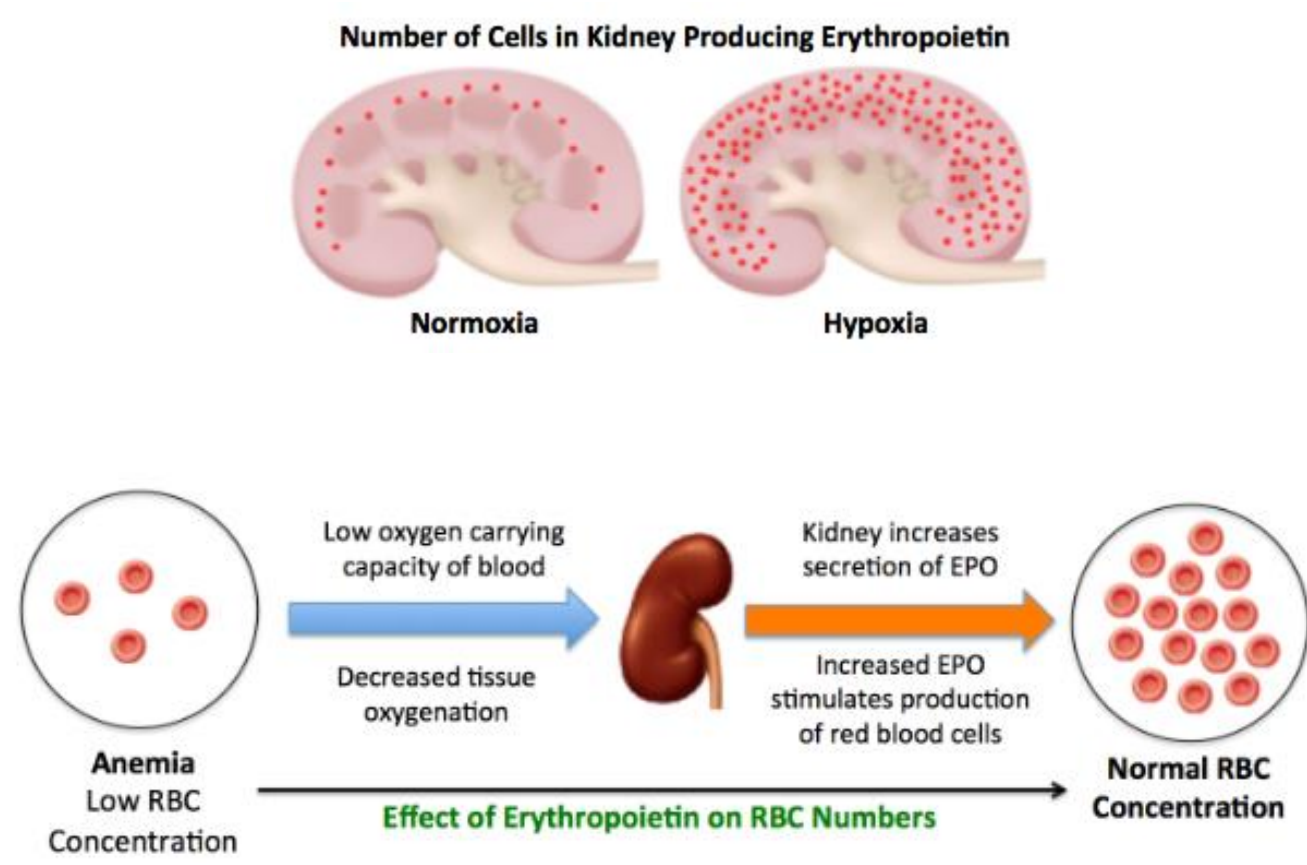 Number of Cells in Kidney Producing Erythropoietin
Normoxia
Hypoxia
Low oxygen carrying
capacity of blood
Decreased tissue
oxygenation
Kidney increases
secretion of EPO
Increased EPO
stimulates production
of red blood cells
Anemia
Low RBC
Concentration
Effect of Erythropoietin on RBC Numbers
Normal RBC
Concentration